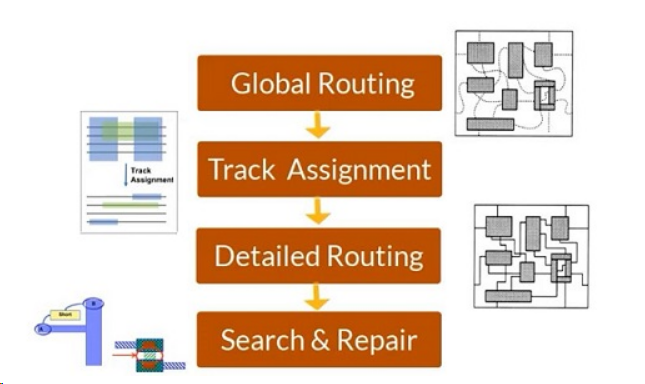 Global Routing
Track Assignment
Track
Assignment
Detailed Routing
Search & Repair
B
Short
A